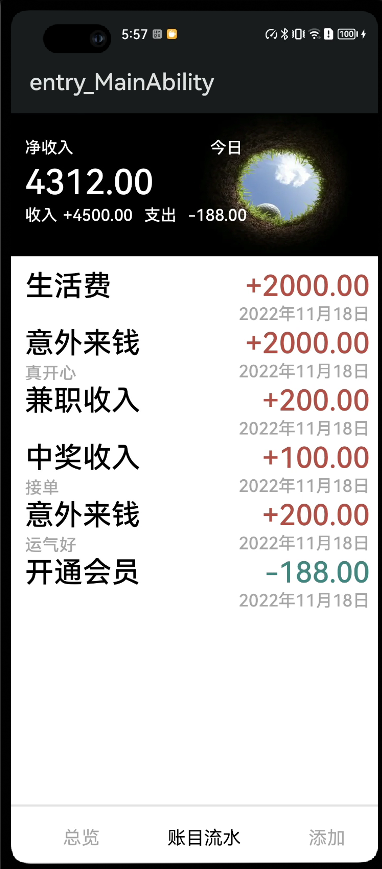 5:57 100
entry_MainAbility
净收入 今日
4312.00
收入 +4500.00 支出 -188.00
生活费 +2000.00
2022年11月18日
意外来钱 +2000.00
真开心 2022年11月18日
兼职收入 +200.00
2022年11月18日
中奖收入 +100.00
接单 2022年11月18日
意外来钱 +200.00
运气好 2022年11月18日
开通会员 -188.00
2022年11月18日
总览 账目流水 添加